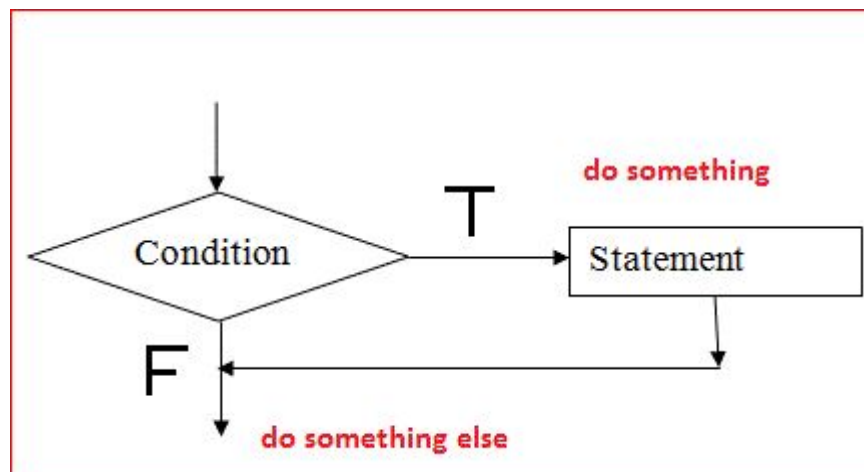 do something
T
Condition
Statement
F
do something else